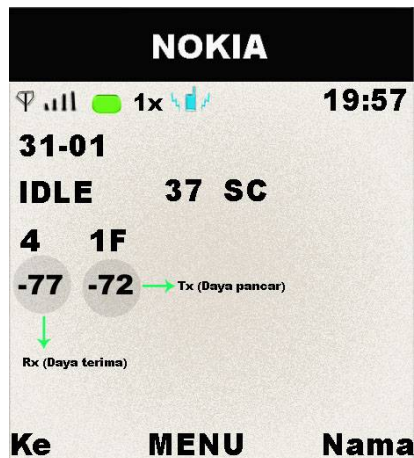 NOKIA
1x 19:57
31-01
IDLE 37 SC
4 1F
-77 -72 Tx (Daya pancar)
Rx (Daya terima)
Ke MENU Nama